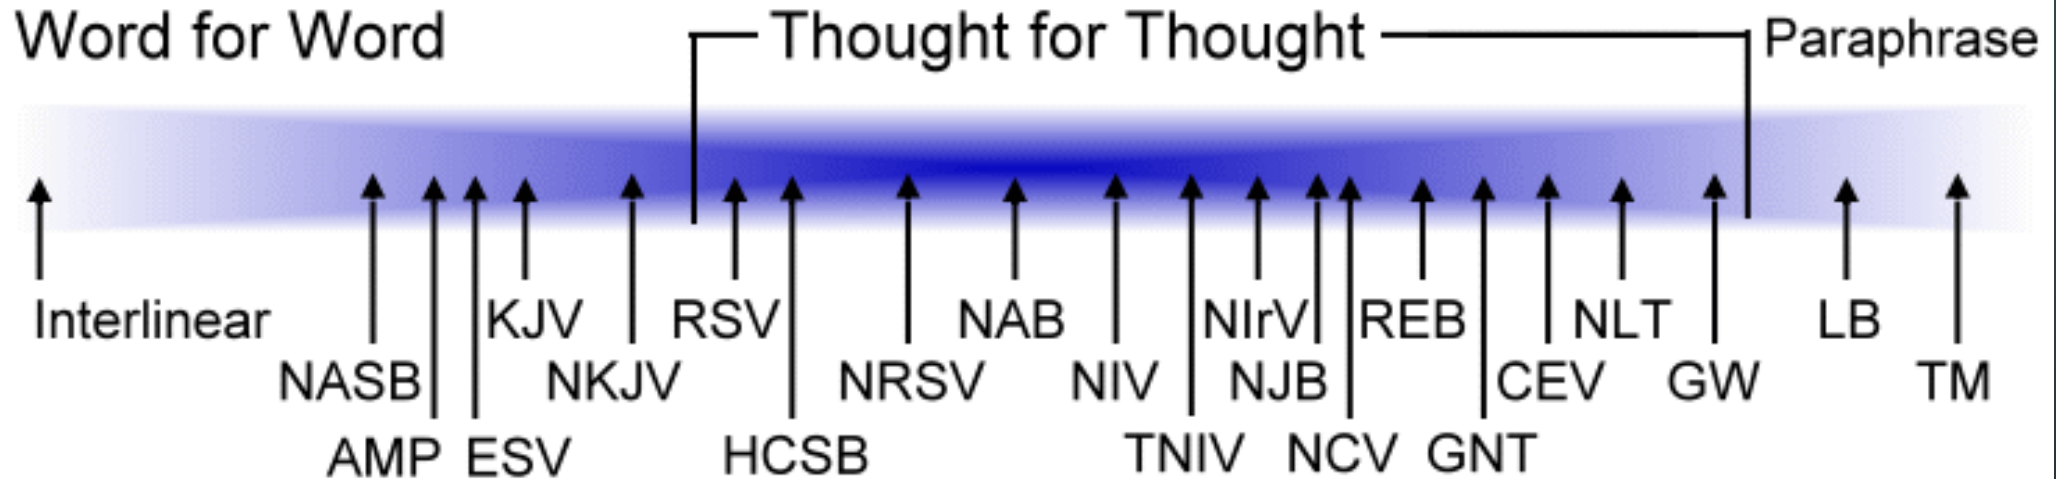 Word for Word Thought for Thought Paraphrase
Interlinear KJV RSV NAB NIrV REB NLT LB
NASB NKJV NRSV NIV NJB CEV GW TM
AMP ESV HCSB TNIV NCV GNT